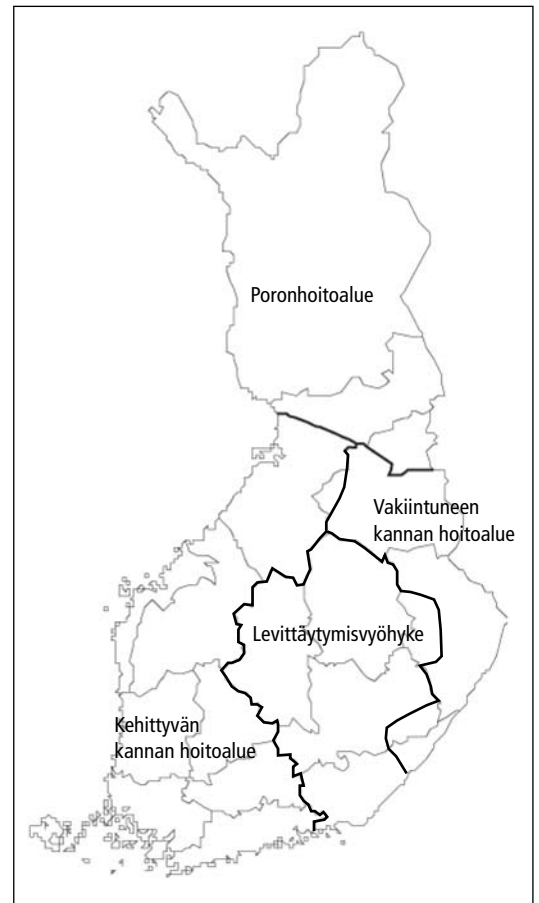 Poronhoitoalue
Vakiintuneen
kannan hoitoalue
Levittäytymisvyöhyke
Kehittyvän
kannan hoitoalue